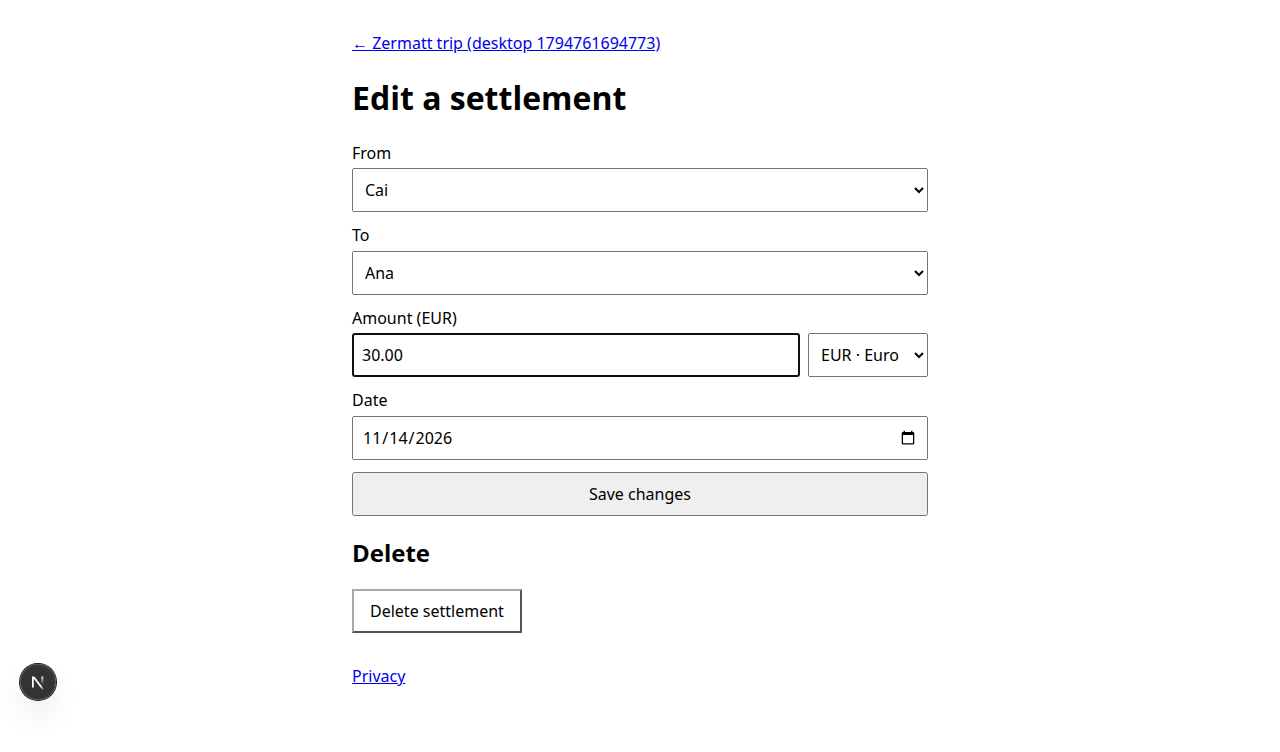 ← Zermatt trip (desktop 1794761694773)
Edit a settlement
From
Cai
To
Ana
Amount (EUR)
30.00
EUR · Euro
Date
11/14/2026
Save changes
Delete
Delete settlement
Privacy
N